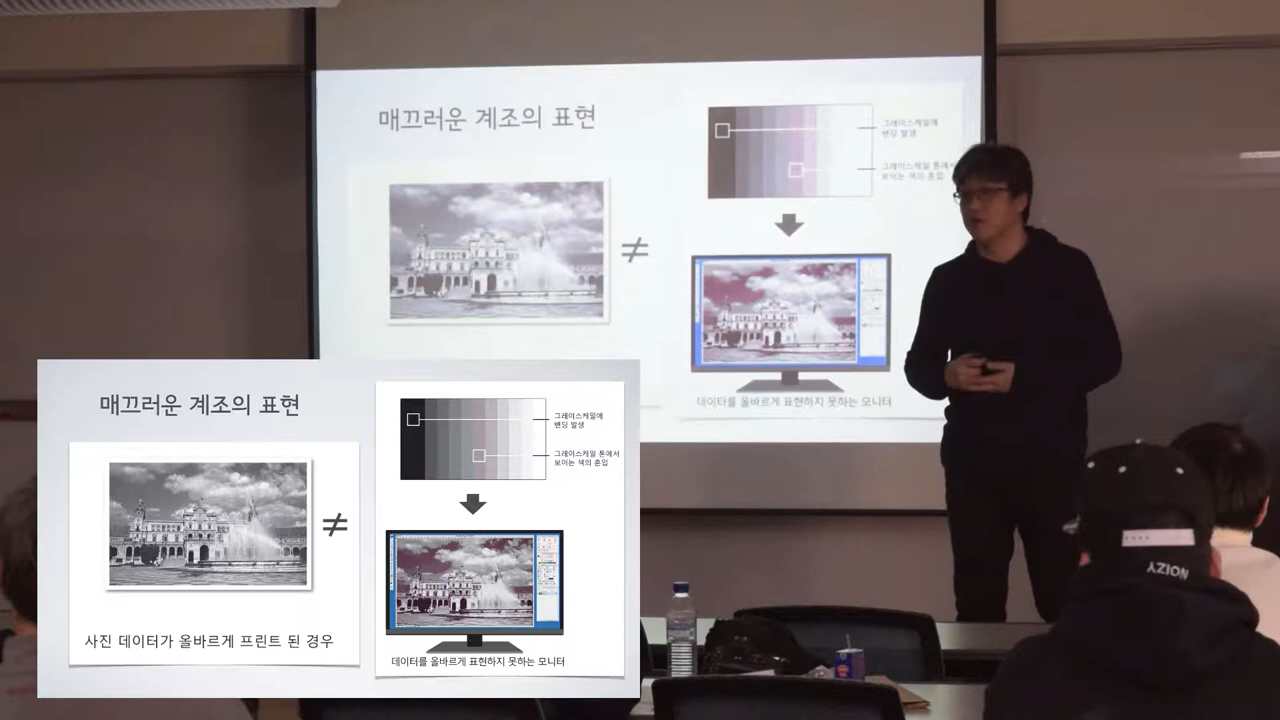 매끄러운 계조의 표현
그레이스케일에
밴딩 발생
그레이스케일 톤에서
보이는 색의 혼입
≠
데이터를 올바르게 표현하지 못하는 모니터
매끄러운 계조의 표현
그레이스케일에
밴딩 발생
그레이스케일 톤에서
보이는 색의 혼입
≠
사진 데이터가 올바르게 프린트 된 경우
데이터를 올바르게 표현하지 못하는 모니터
NOIZY